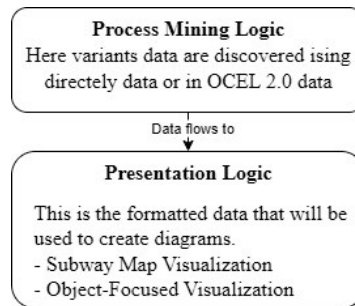 Process Mining Logic
Here variants data are discovered ising
directely data or in OCEL 2.0 data
Data flows to
Presentation Logic
This is the formatted data that will be
used to create diagrams.
- Subway Map Visualization
- Object-Focused Visualization